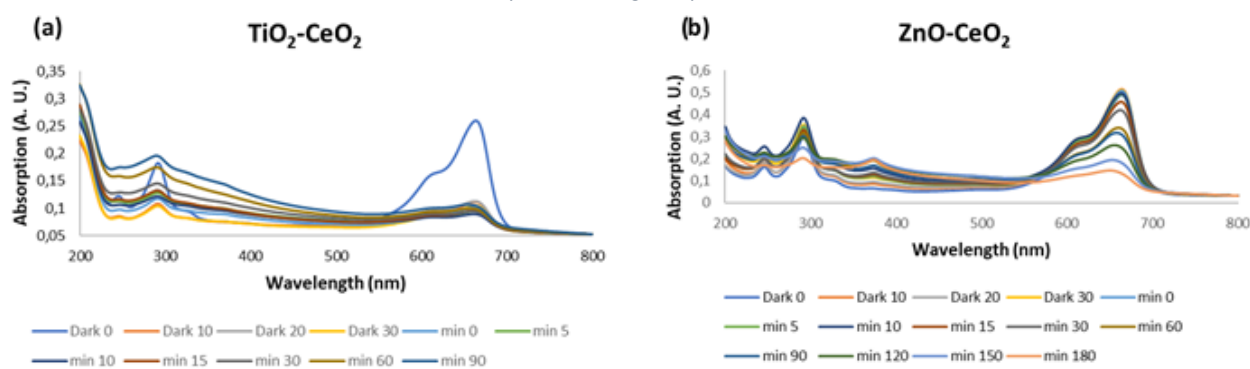 (a)
TiO₂-CeO₂
Absorption (A. U.)
0,35
0,3
0,25
0,2
0,15
0,1
0,05
200 300 400 500 600 700 800
Wavelength (nm)
Dark 0 Dark 10 Dark 20 Dark 30 min 0 min 5
min 10 min 15 min 30 min 60 min 90
(b)
ZnO-CeO₂
Absorption (A. U.)
0,6
0,5
0,4
0,3
0,2
0,1
0
200 300 400 500 600 700 800
Wavelength (nm)
Dark 0 Dark 10 Dark 20 Dark 30 min 0
min 5 min 10 min 15 min 30 min 60
min 90 min 120 min 150 min 180